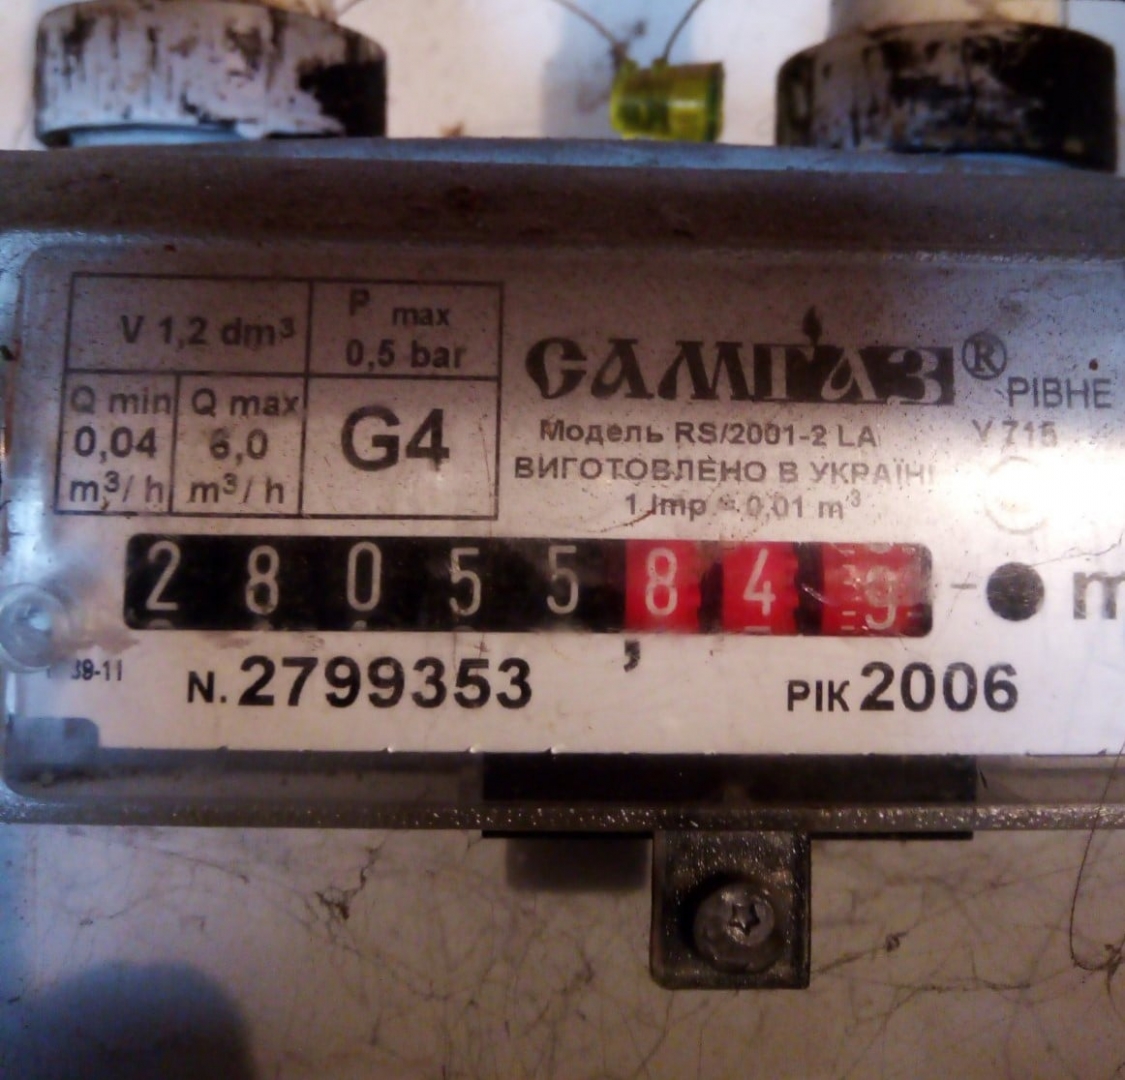 V 1,2 dm³
P max
0,5 bar
Q min
0,04
m³/h
Q max
6,0
m³/h
G4
САМГАЗ®
РІВНЕ
Модель RS/2001-2 LA
ВИГОТОВЛЕНО В УКРАЇНІ
1 imp = 0,01 m³
2 8 0 5 5 , 8 4 9
m
N. 2799353
РІК 2006